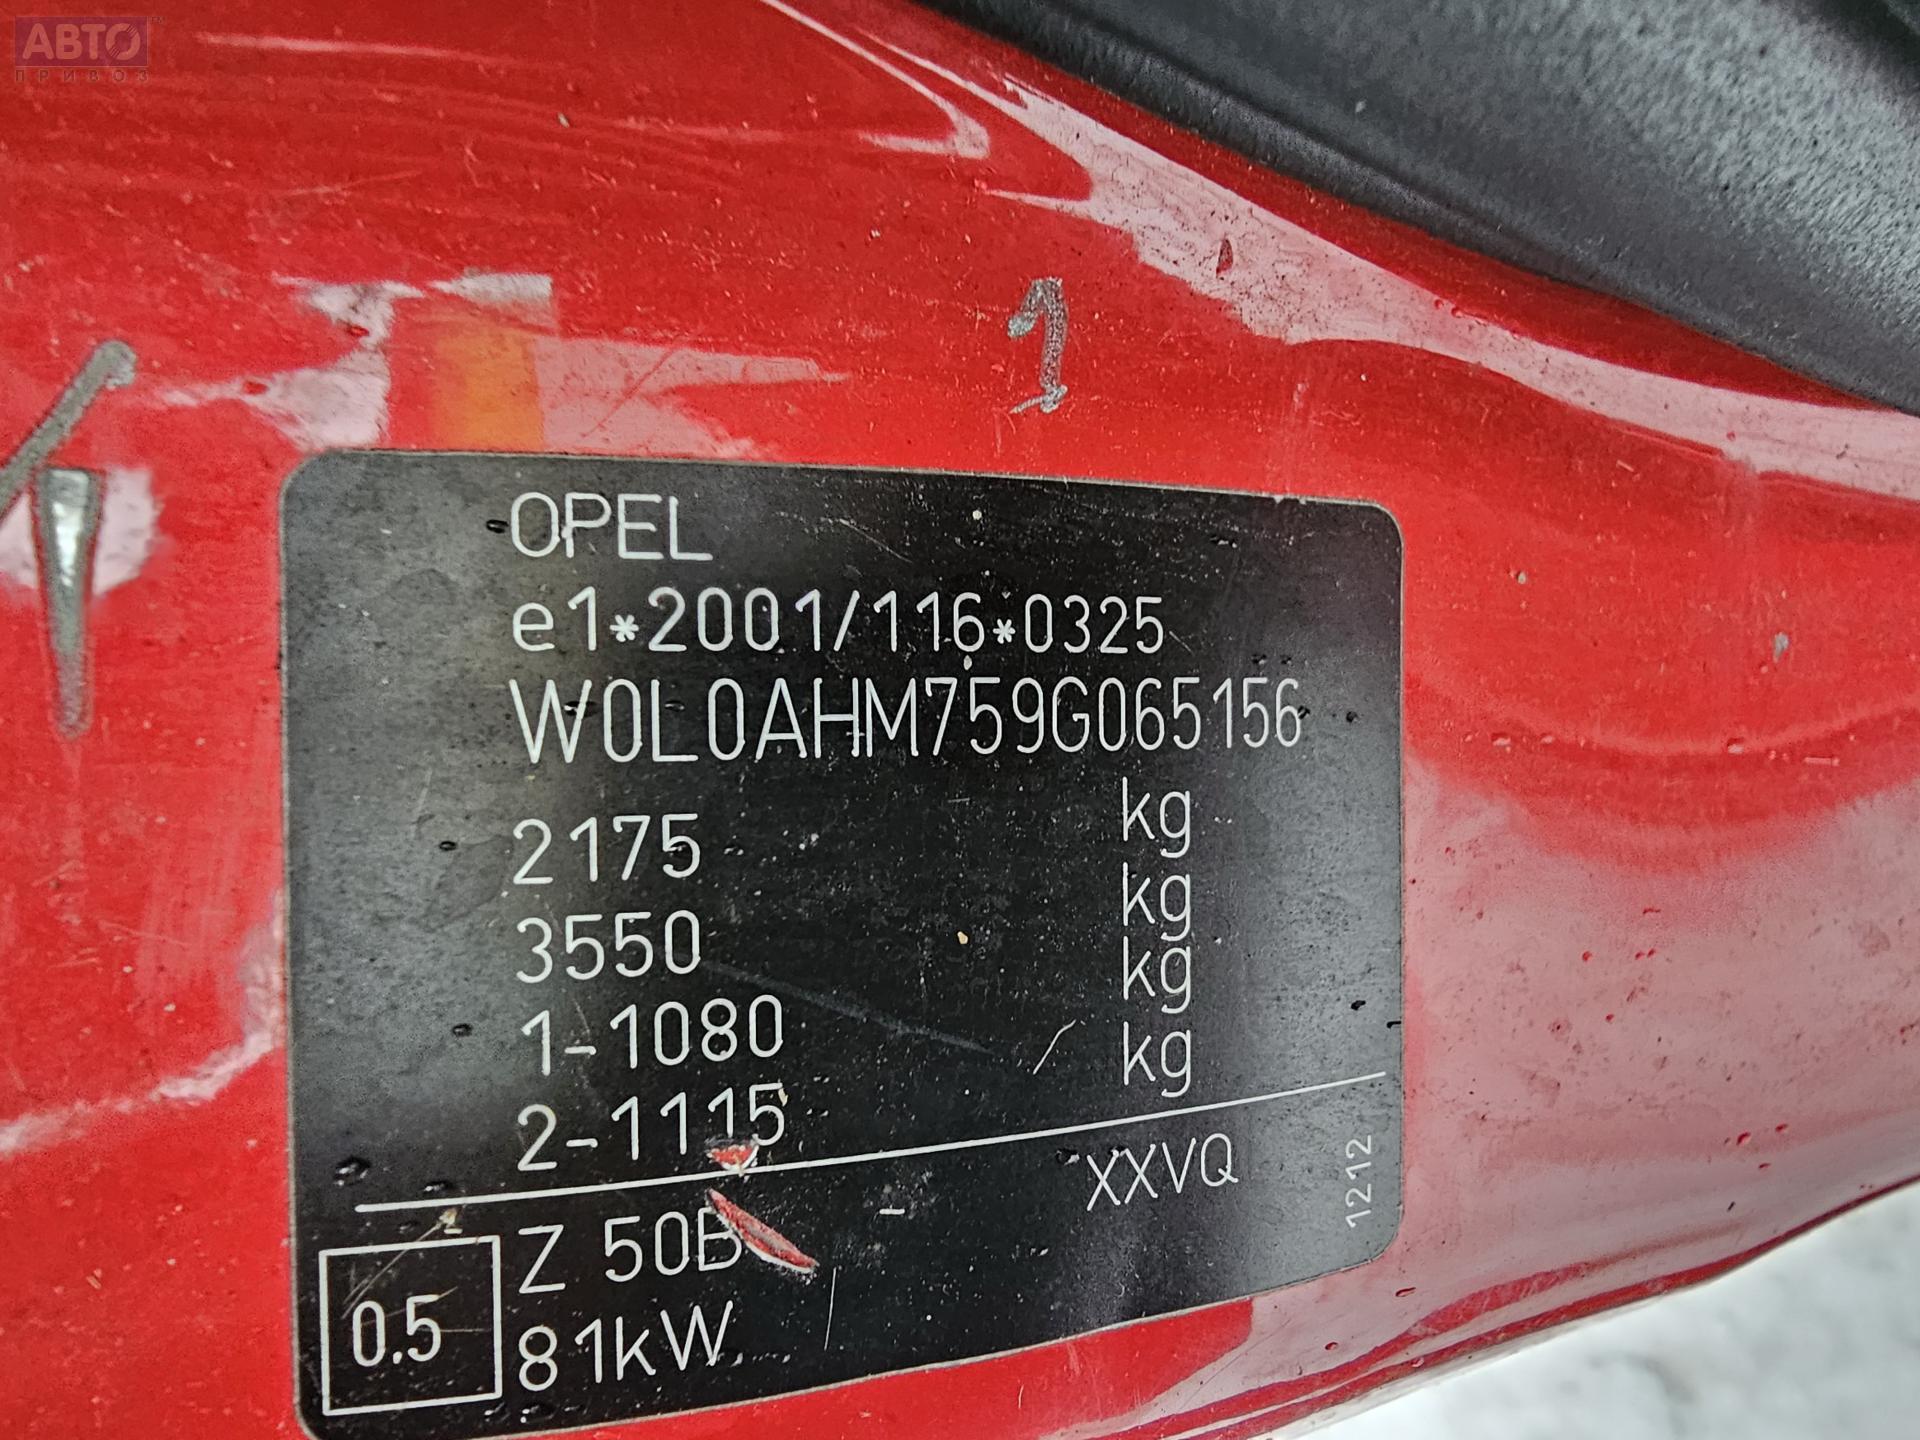 АВТО
ПРИВОЗ
1
OPEL
e1*2001/116*0325
W0L0AHM759G065156
2175 kg
3550 kg
1-1080 kg
2-1115 kg
Z 50B - XXVQ 1212
0.5 81kW